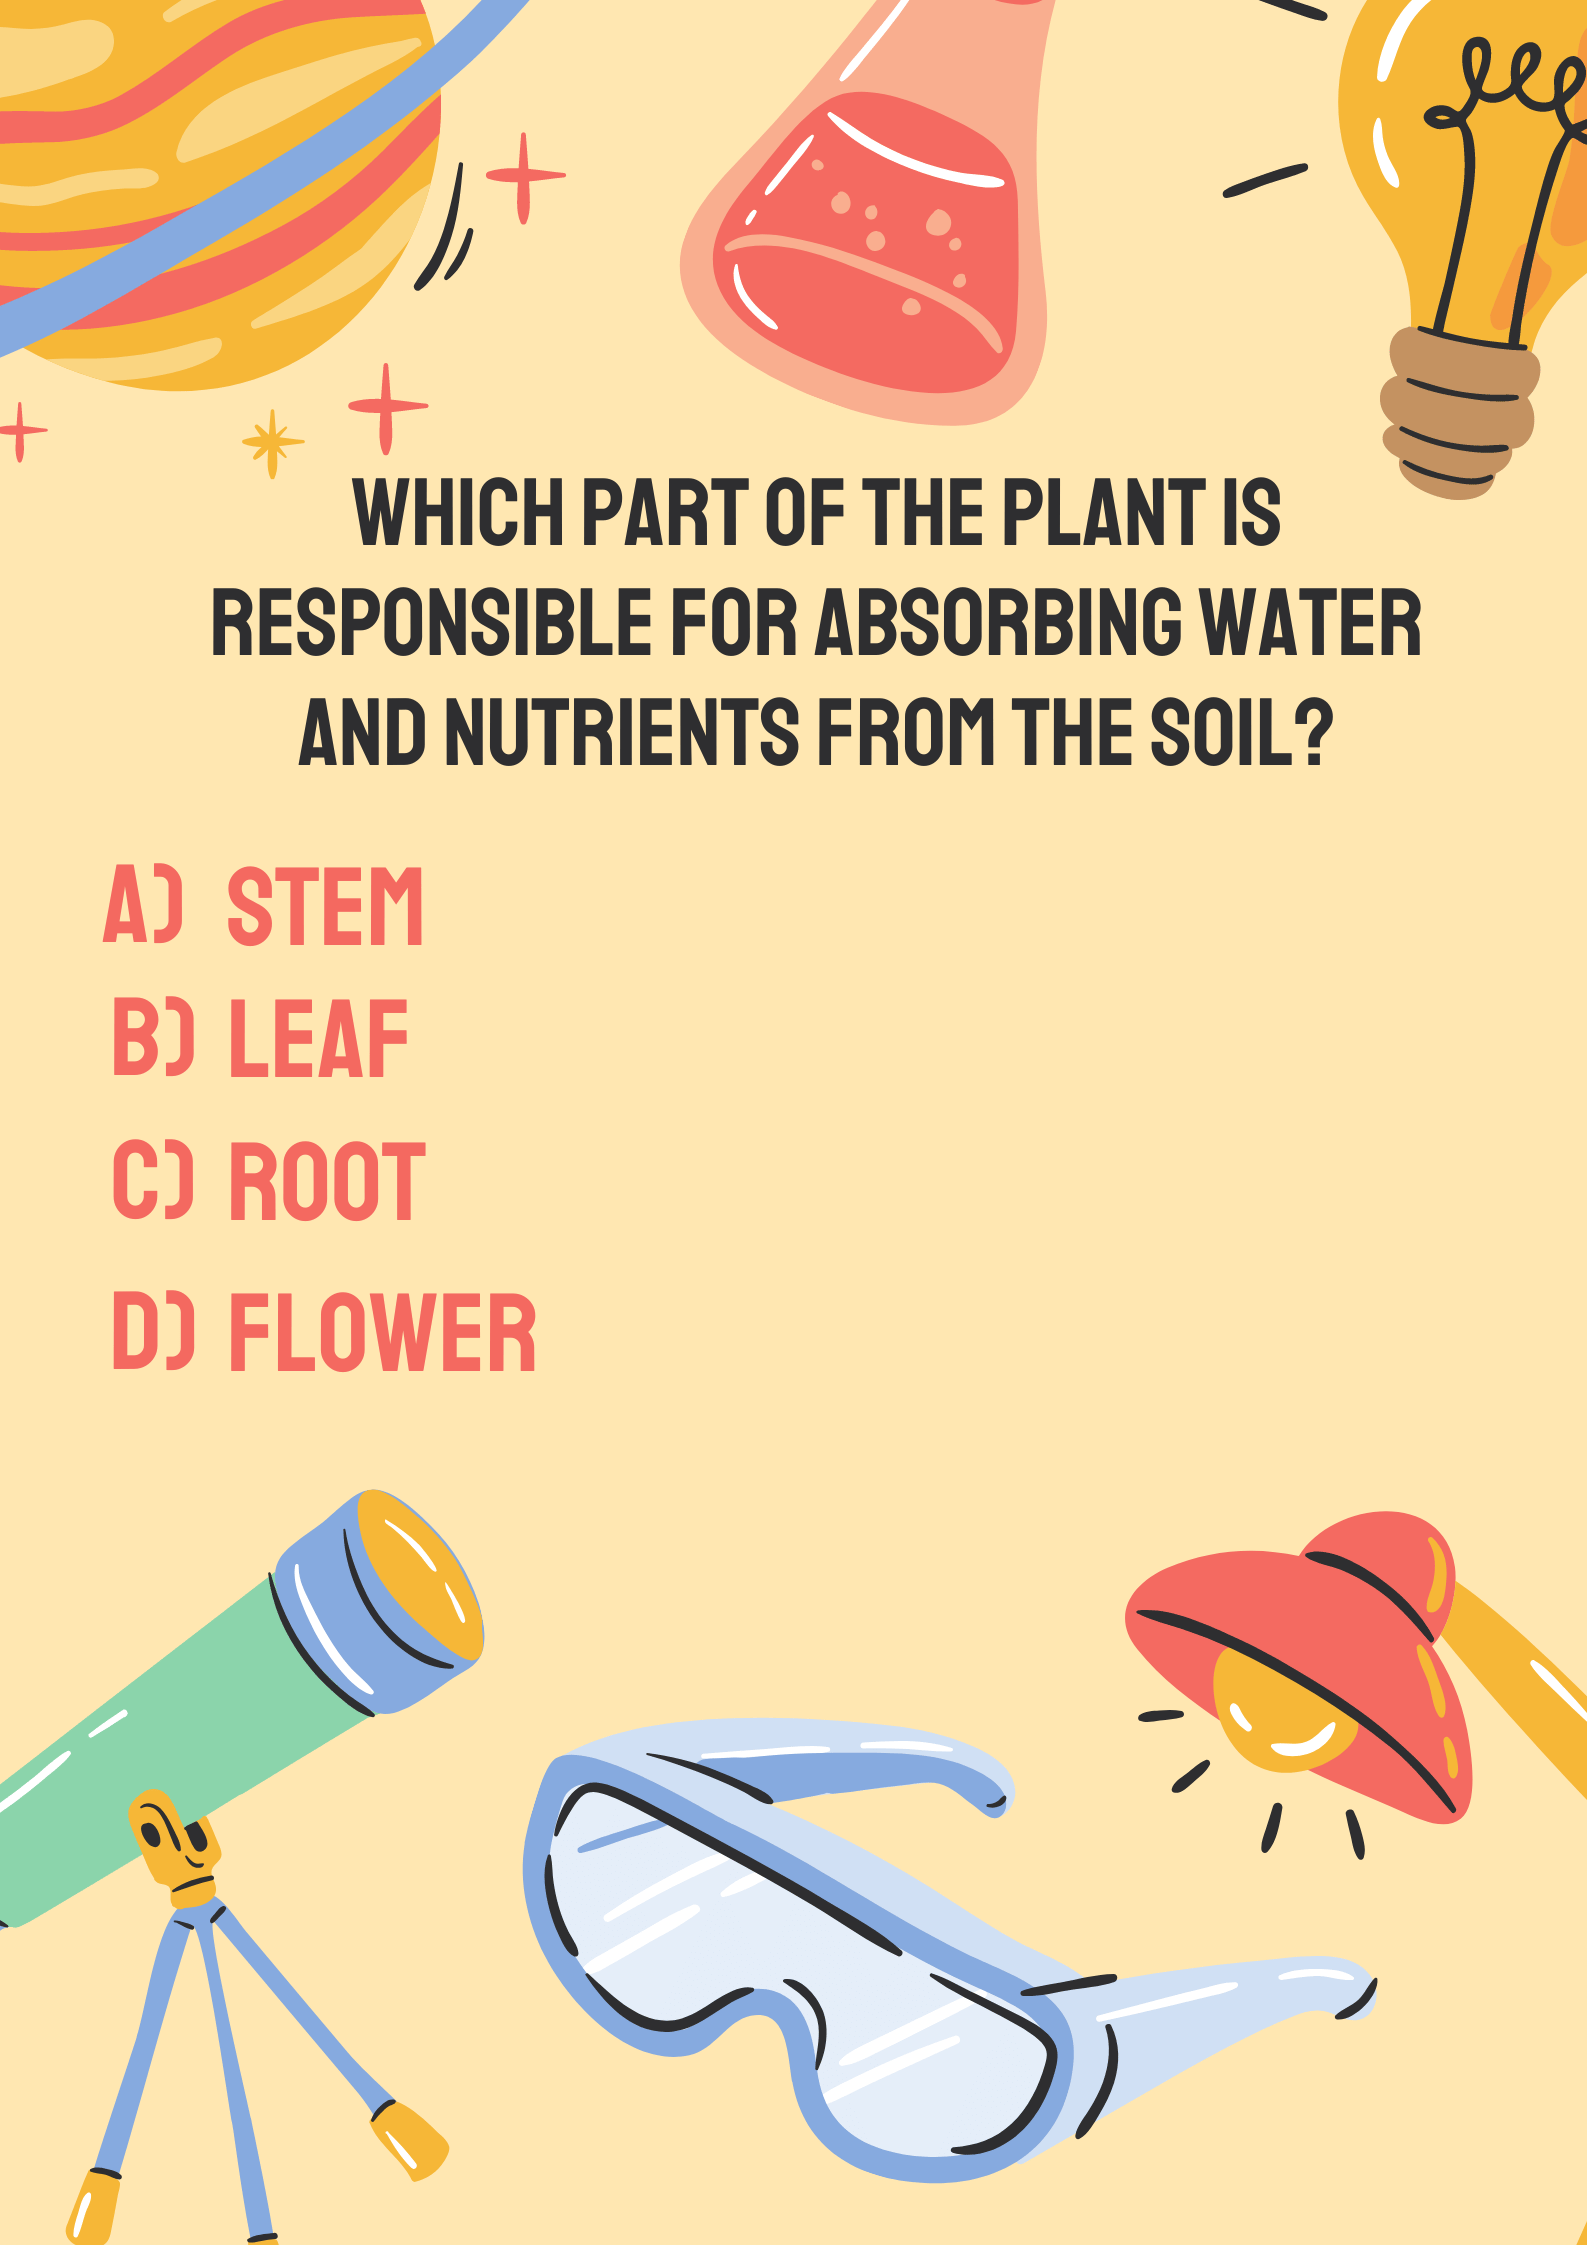 WHICH PART OF THE PLANT IS
RESPONSIBLE FOR ABSORBING WATER
AND NUTRIENTS FROM THE SOIL?
A) STEM
B) LEAF
C) ROOT
D) FLOWER